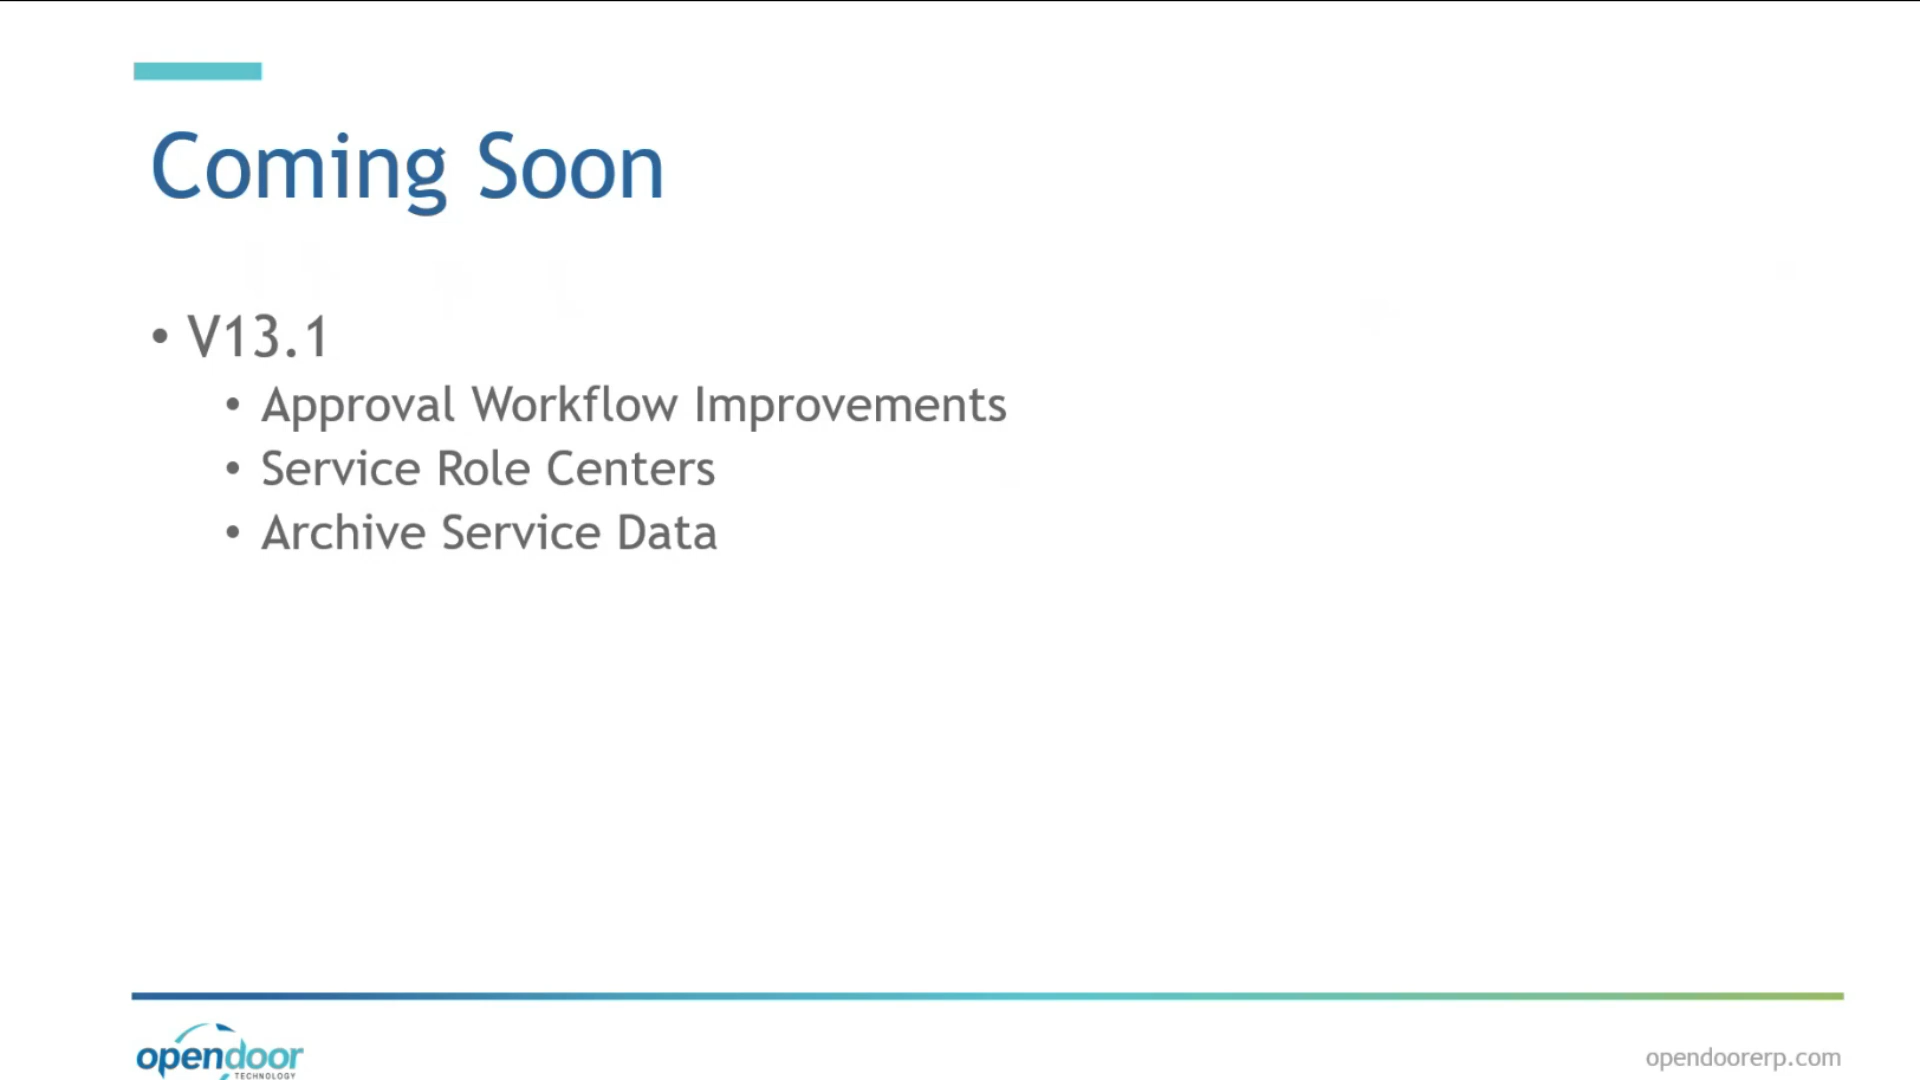 Coming Soon
• V13.1
• Approval Workflow Improvements
• Service Role Centers
• Archive Service Data
opendoor
TECHNOLOGY
opendoorerp.com